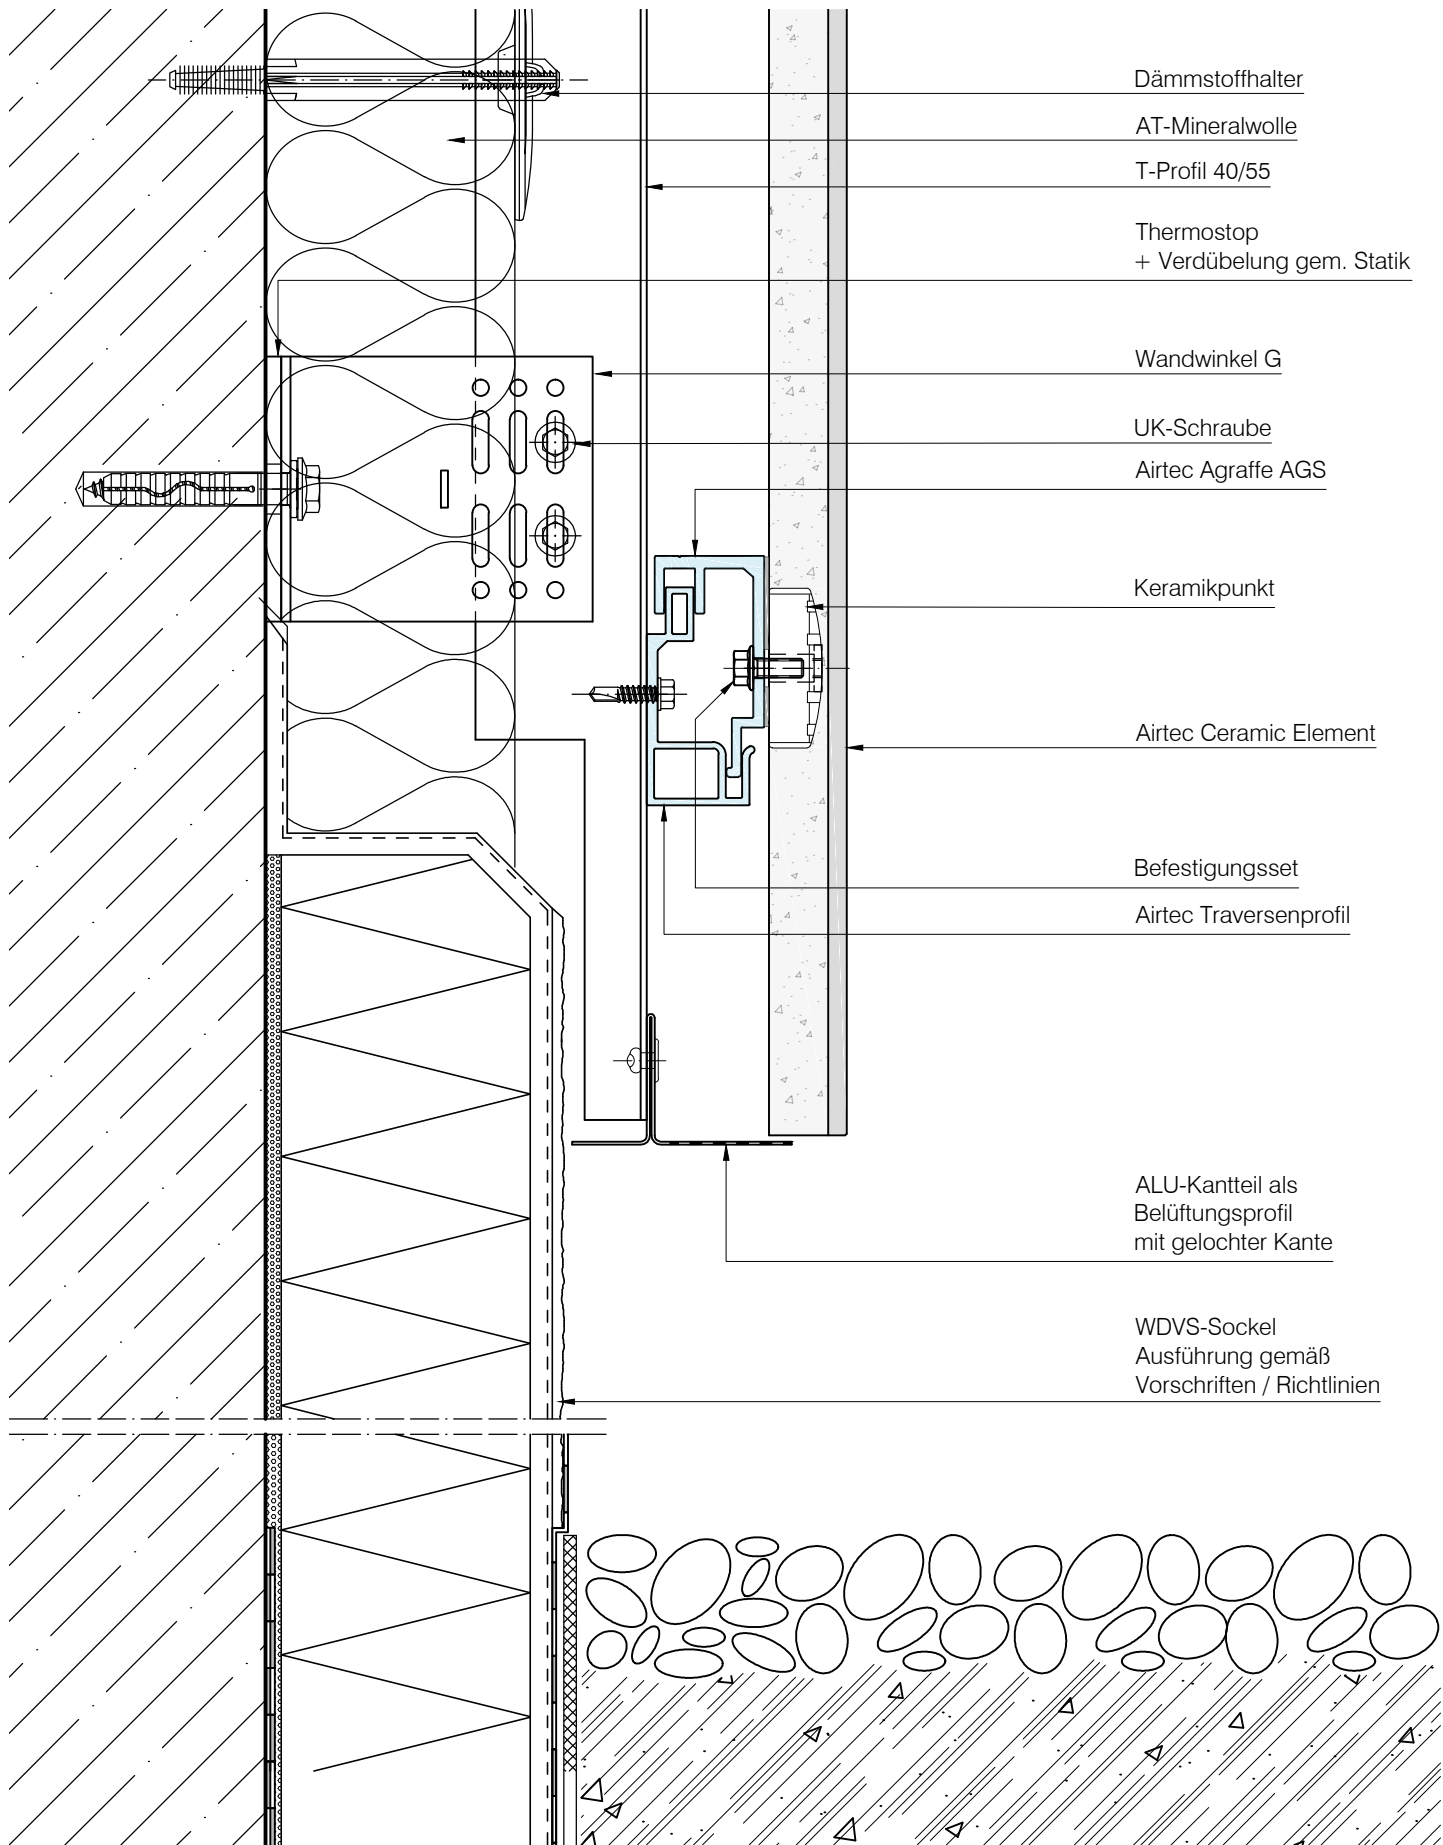 Dämmstoffhalter
AT-Mineralwolle
T-Profil 40/55
Thermostop
+ Verdübelung gem. Statik
Wandwinkel G
UK-Schraube
Airtec Agraffe AGS
Keramikpunkt
Airtec Ceramic Element
Befestigungsset
Airtec Traversenprofil
ALU-Kantteil als
Belüftungsprofil
mit gelochter Kante
WDVS-Sockel
Ausführung gemäß
Vorschriften / Richtlinien